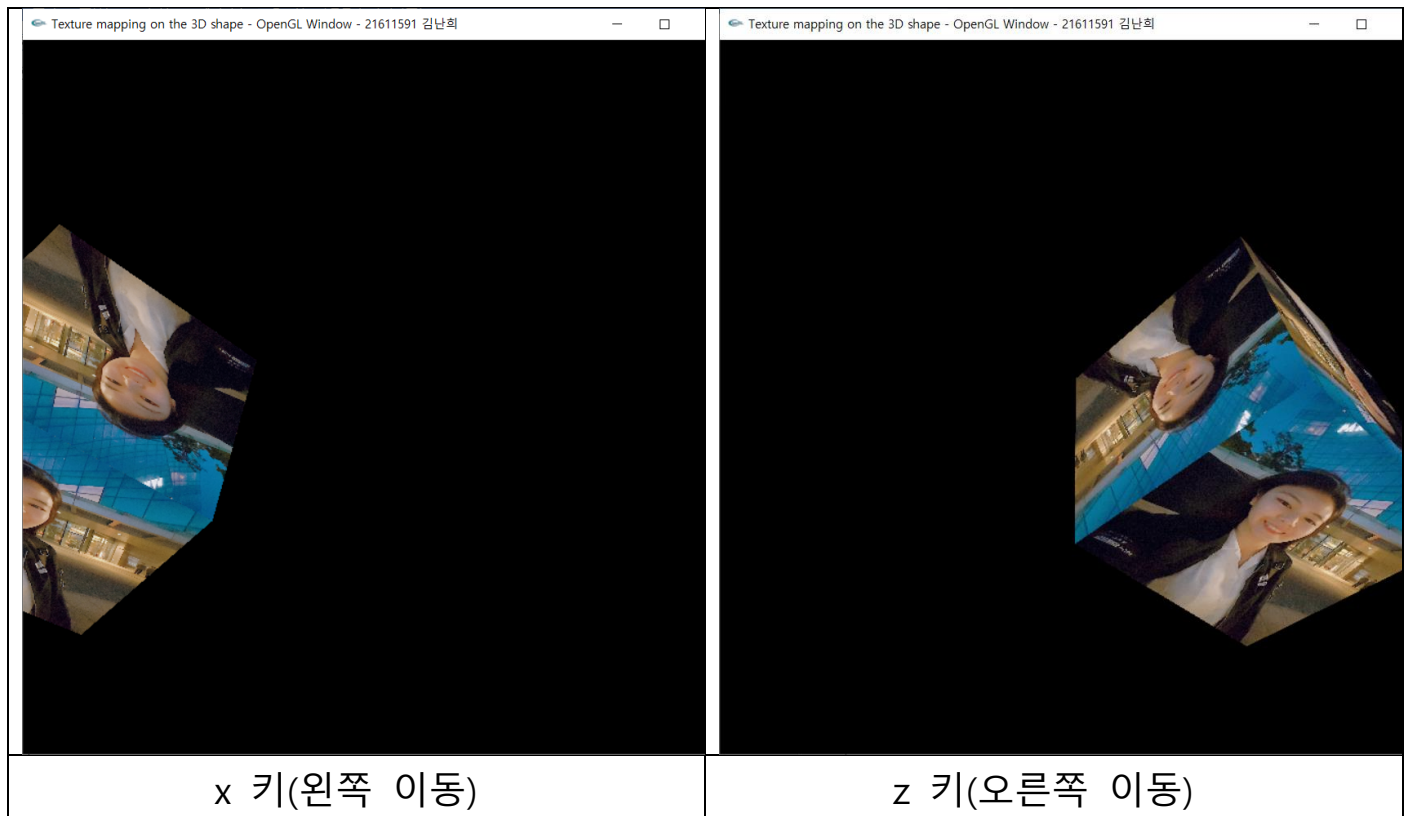 Texture mapping on the 3D shape - OpenGL Window - 21611591 김난희
Texture mapping on the 3D shape - OpenGL Window - 21611591 김난희
x 키(왼쪽 이동)
z 키(오른쪽 이동)